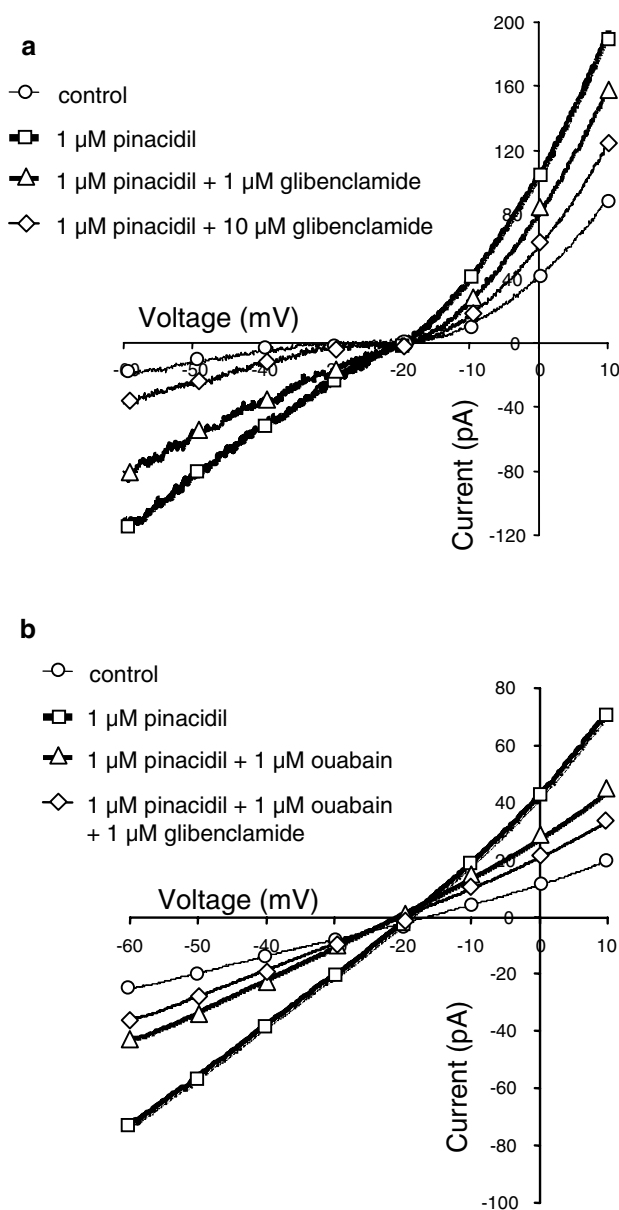 a
control
1 µM pinacidil
1 µM pinacidil + 1 µM glibenclamide
1 µM pinacidil + 10 µM glibenclamide
200
160
120
80
40
0
-40
-80
-120
Voltage (mV)
-60 -50 -40 -30 -20 -10 0 10
Current (pA)
b
control
1 µM pinacidil
1 µM pinacidil + 1 µM ouabain
1 µM pinacidil + 1 µM ouabain
+ 1 µM glibenclamide
80
60
40
20
0
-20
-40
-60
-80
-100
Voltage (mV)
-60 -50 -40 -30 -20 -10 0 10
Current (pA)